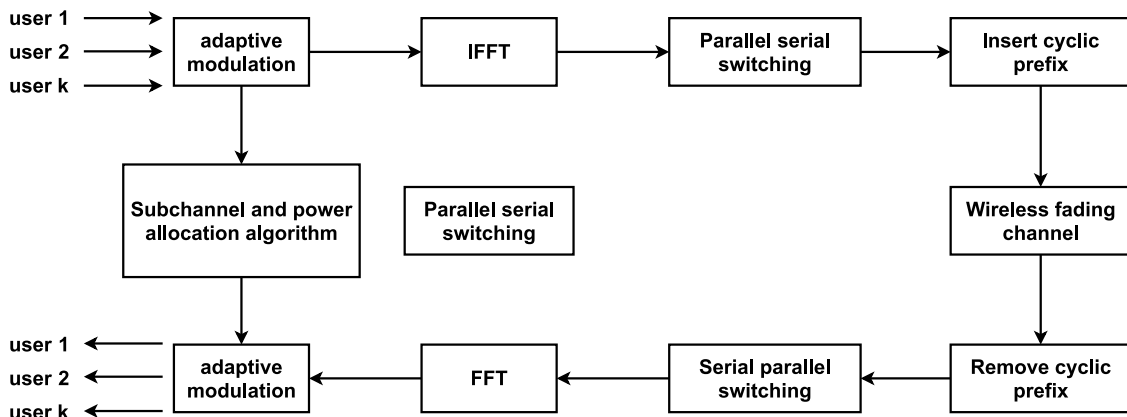 user 1
user 2
user k
adaptive
modulation
IFFT
Parallel serial
switching
Insert cyclic
prefix
Subchannel and power
allocation algorithm
Parallel serial
switching
Wireless fading
channel
user 1
user 2
user k
adaptive
modulation
FFT
Serial parallel
switching
Remove cyclic
prefix